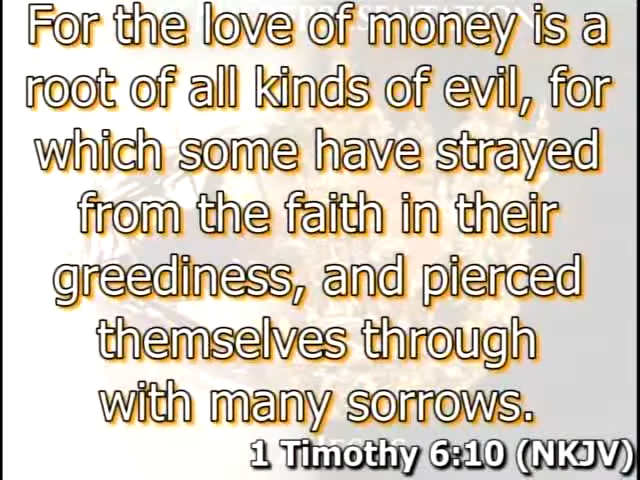 For the love of money is a
root of all kinds of evil, for
which some have strayed
from the faith in their
greediness, and pierced
themselves through
with many sorrows.
1 Timothy 6:10 (NKJV)